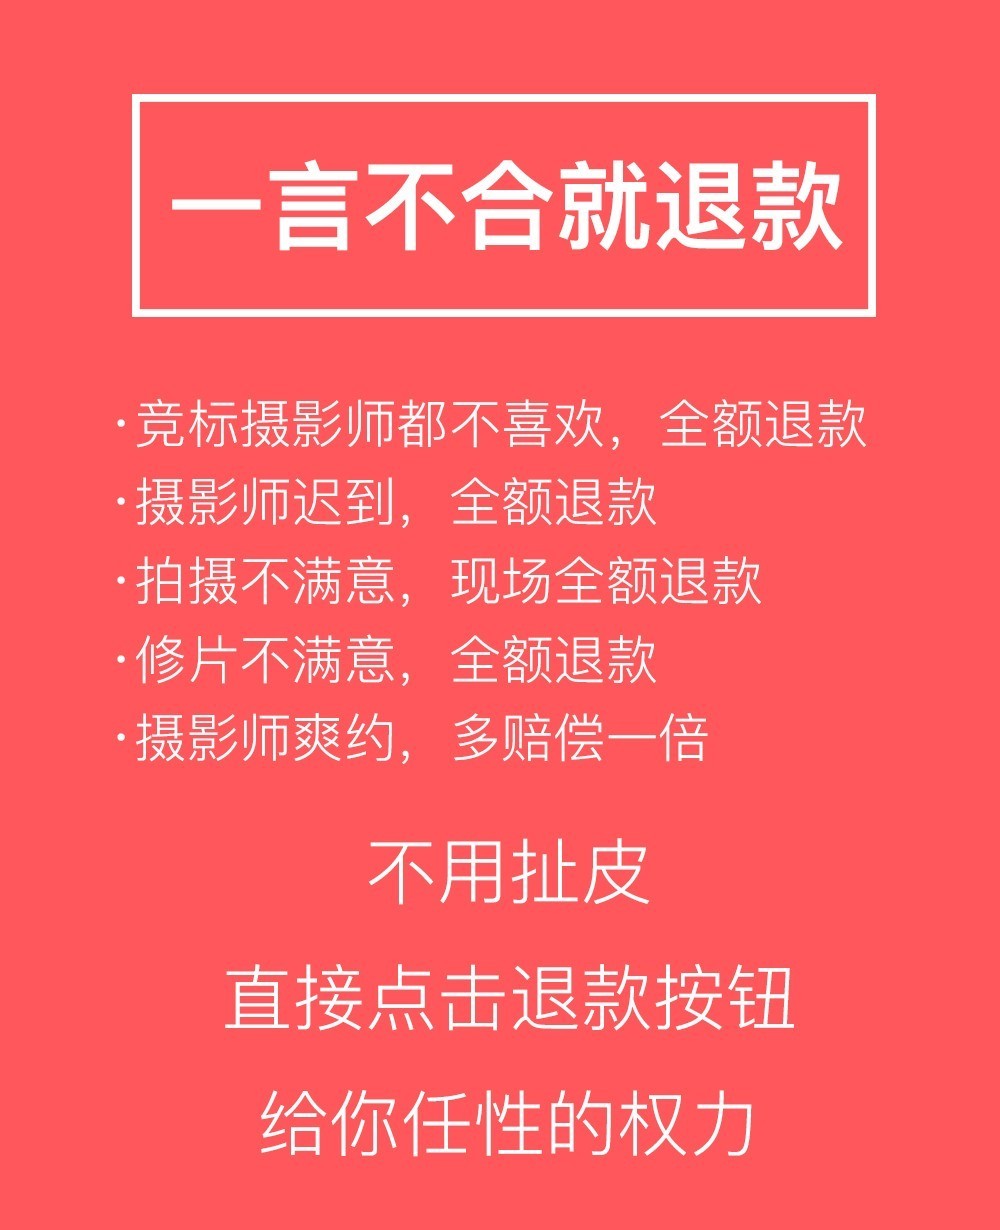 一言不合就退款
·竞标摄影师都不喜欢，全额退款
·摄影师迟到，全额退款
·拍摄不满意，现场全额退款
·修片不满意，全额退款
·摄影师爽约，多赔偿一倍
不用扯皮
直接点击退款按钮
给你任性的权力